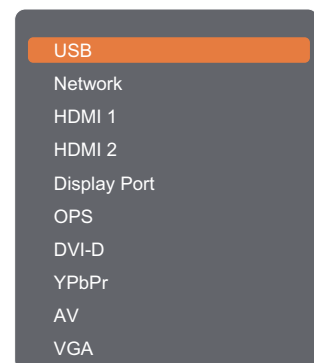 USB
Network
HDMI 1
HDMI 2
Display Port
OPS
DVI-D
YPbPr
AV
VGA